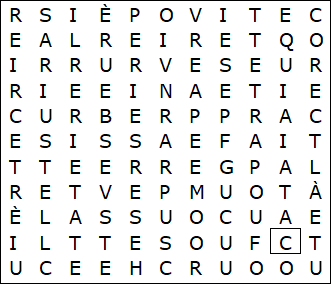 R S I È P O V I T E C
E A L R E I R E T Q O
I R R U R V E S E U R
R I E E I N A E T I E
C U R B E R P P R A C
E S I S S A E F A I T
T T E E R R E G P A L
R E T V E P M U O T À
È L A S S U O C U A E
I L T T E S O U F C T
U C E E H C R U O O U